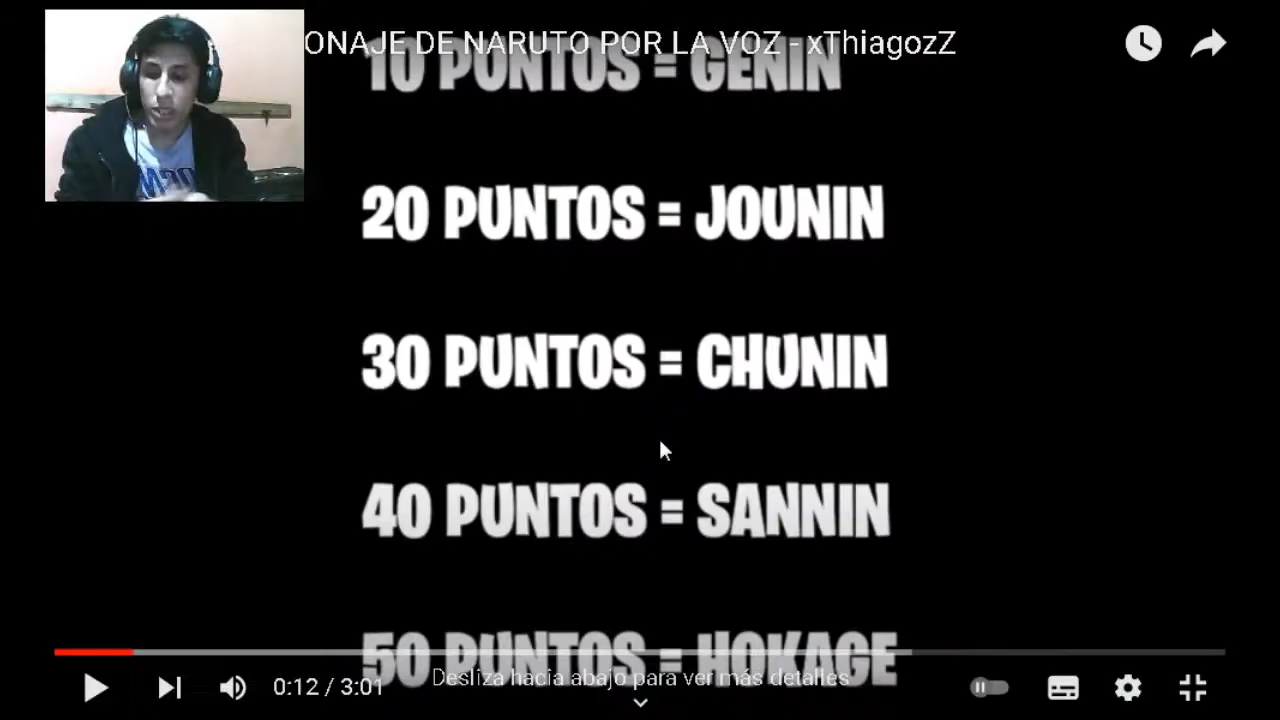 ONAJE DE NARUTO POR LA VOZ - xThiagozZ
10 PUNTOS = GENIN
20 PUNTOS = JOUNIN
30 PUNTOS = CHUNIN
40 PUNTOS = SANNIN
50 PUNTOS = HOKAGE
Desliza hacia abajo para ver más detalles
0:12 / 3:01